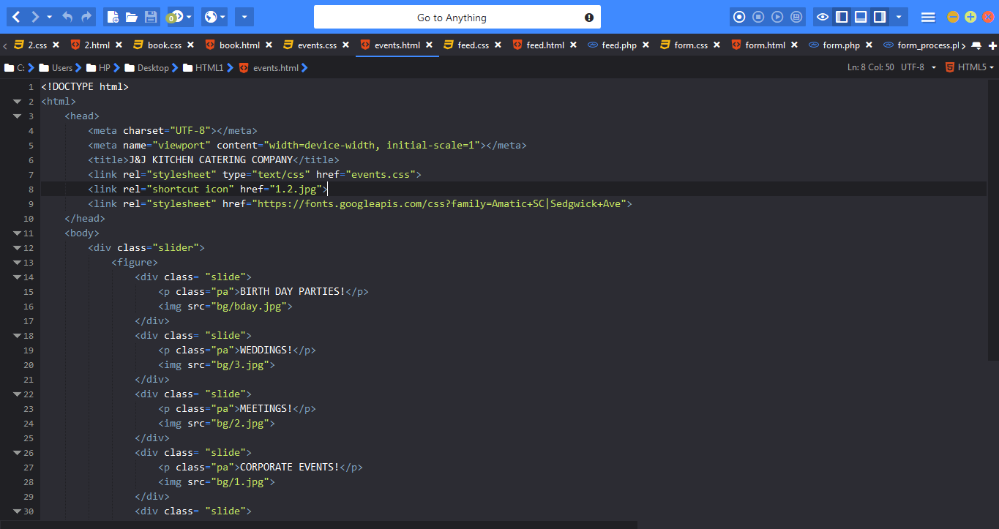 Go to Anything
0
2.css 2.html book.css book.html events.css events.html feed.css feed.html feed.php form.css form.html form.php form_process.pl
C: Users HP Desktop HTML1 events.html Ln: 8 Col: 50 UTF-8 HTML5
1 <!DOCTYPE html>
2 <html>
3 <head>
4 <meta charset="UTF-8"></meta>
5 <meta name="viewport" content="width=device-width, initial-scale=1"></meta>
6 <title>J&J KITCHEN CATERING COMPANY</title>
7 <link rel="stylesheet" type="text/css" href="events.css">
8 <link rel="shortcut icon" href="1.2.jpg">
9 <link rel="stylesheet" href="https://fonts.googleapis.com/css?family=Amatic+SC|Sedgwick+Ave">
10 </head>
11 <body>
12 <div class="slider">
13 <figure>
14 <div class= "slide">
15 <p class="pa">BIRTH DAY PARTIES!</p>
16 <img src="bg/bday.jpg">
17 </div>
18 <div class= "slide">
19 <p class="pa">WEDDINGS!</p>
20 <img src="bg/3.jpg">
21 </div>
22 <div class= "slide">
23 <p class="pa">MEETINGS!</p>
24 <img src="bg/2.jpg">
25 </div>
26 <div class= "slide">
27 <p class="pa">CORPORATE EVENTS!</p>
28 <img src="bg/1.jpg">
29 </div>
30 <div class= "slide">